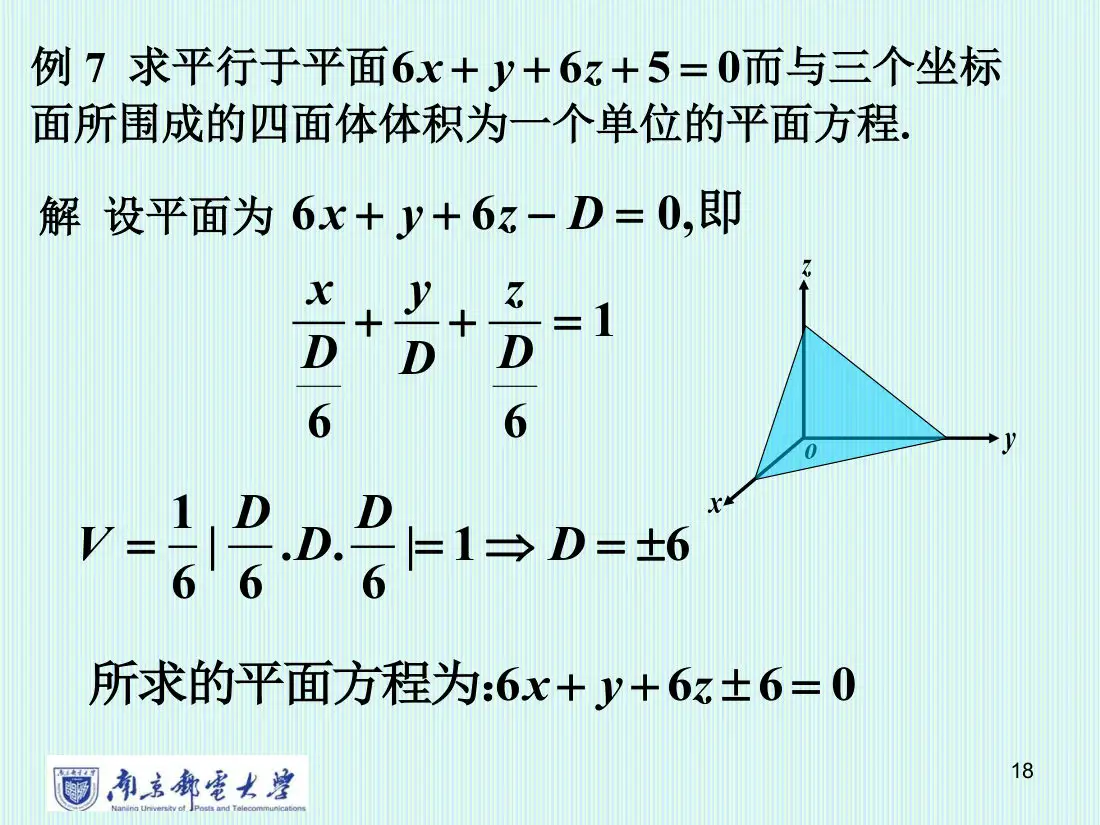 例 7 求平行于平面6x + y + 6z + 5 = 0而与三个坐标
面所围成的四面体体积为一个单位的平面方程.
解 设平面为 6x + y + 6z − D = 0,即
x/(D/6) + y/D + z/(D/6) = 1
z
y
o
x
V = 1/6 | D/6 . D . D/6 | = 1 ⇒ D = ±6
所求的平面方程为:6x + y + 6z ± 6 = 0
南京邮电大学
Nanjing University of Posts and Telecommunications
18